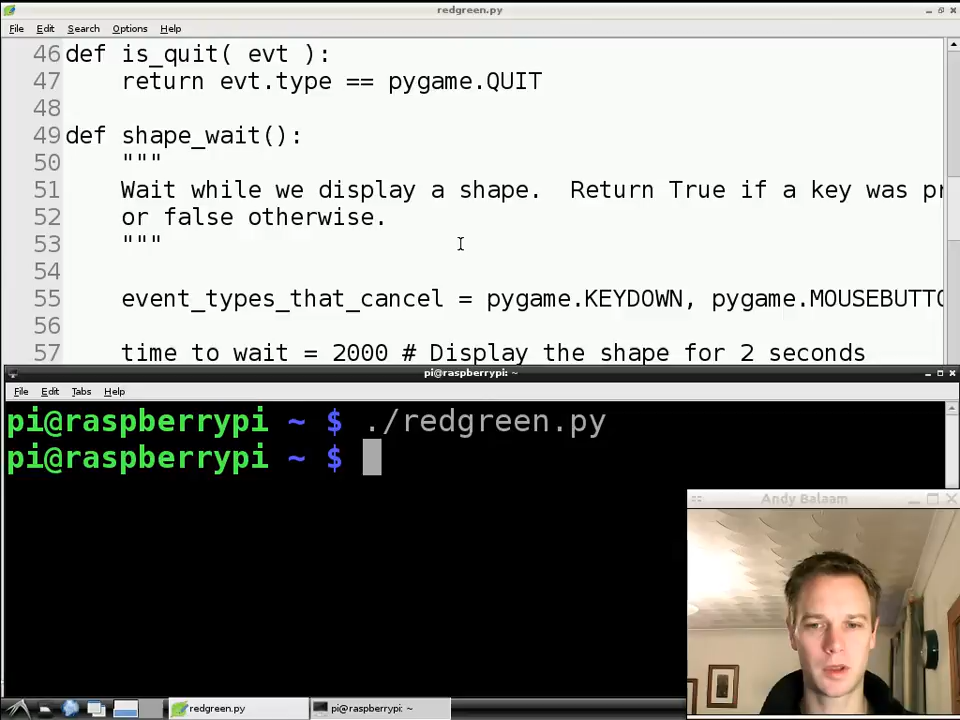 redgreen.py
File Edit Search Options Help
46 def is_quit( evt ):
47 return evt.type == pygame.QUIT
48
49 def shape_wait():
50 """
51 Wait while we display a shape. Return True if a key was pr
52 or false otherwise.
53 """
54
55 event_types_that_cancel = pygame.KEYDOWN, pygame.MOUSEBUTTO
56
57 time to wait = 2000 # Display the shape for 2 seconds
pi@raspberrypi: ~
File Edit Tabs Help
pi@raspberrypi ~ $ ./redgreen.py
pi@raspberrypi ~ $
Andy Balaam
redgreen.py
pi@raspberrypi: ~